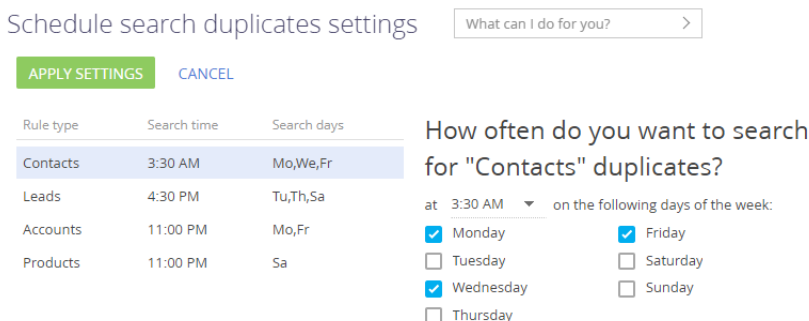 Schedule search duplicates settings
What can I do for you?
APPLY SETTINGS CANCEL
Rule type Search time Search days
Contacts 3:30 AM Mo,We,Fr
Leads 4:30 PM Tu,Th,Sa
Accounts 11:00 PM Mo,Fr
Products 11:00 PM Sa
How often do you want to search
for "Contacts" duplicates?
at 3:30 AM on the following days of the week:
Monday Friday
Tuesday Saturday
Wednesday Sunday
Thursday